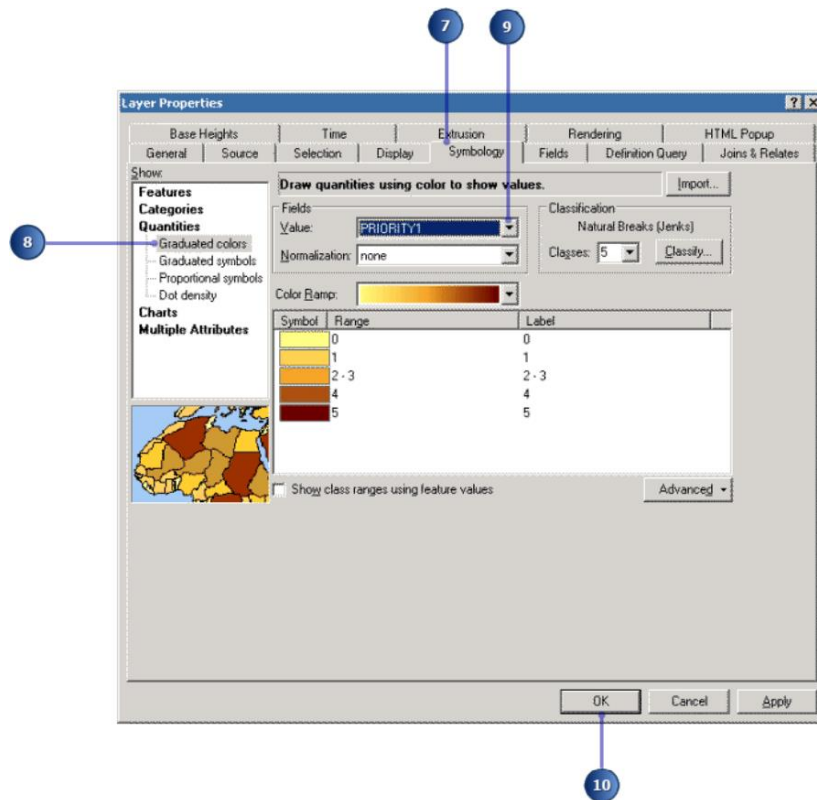 7 9
Layer Properties
Base Heights Time Extrusion Rendering HTML Popup
General Source Selection Display Symbology Fields Definition Query Joins & Relates
Show:
Features
Categories
Quantities
8
Graduated colors
Graduated symbols
Proportional symbols
Dot density
Charts
Multiple Attributes
Draw quantities using color to show values.
Import...
Fields
Value: PRIORITY1
Normalization: none
Classification
Natural Breaks (Jenks)
Classes: 5 Classify...
Color Ramp:
Symbol Range Label
0 0
1 1
2 - 3 2 - 3
4 4
5 5
Show class ranges using feature values
Advanced
OK Cancel Apply
10